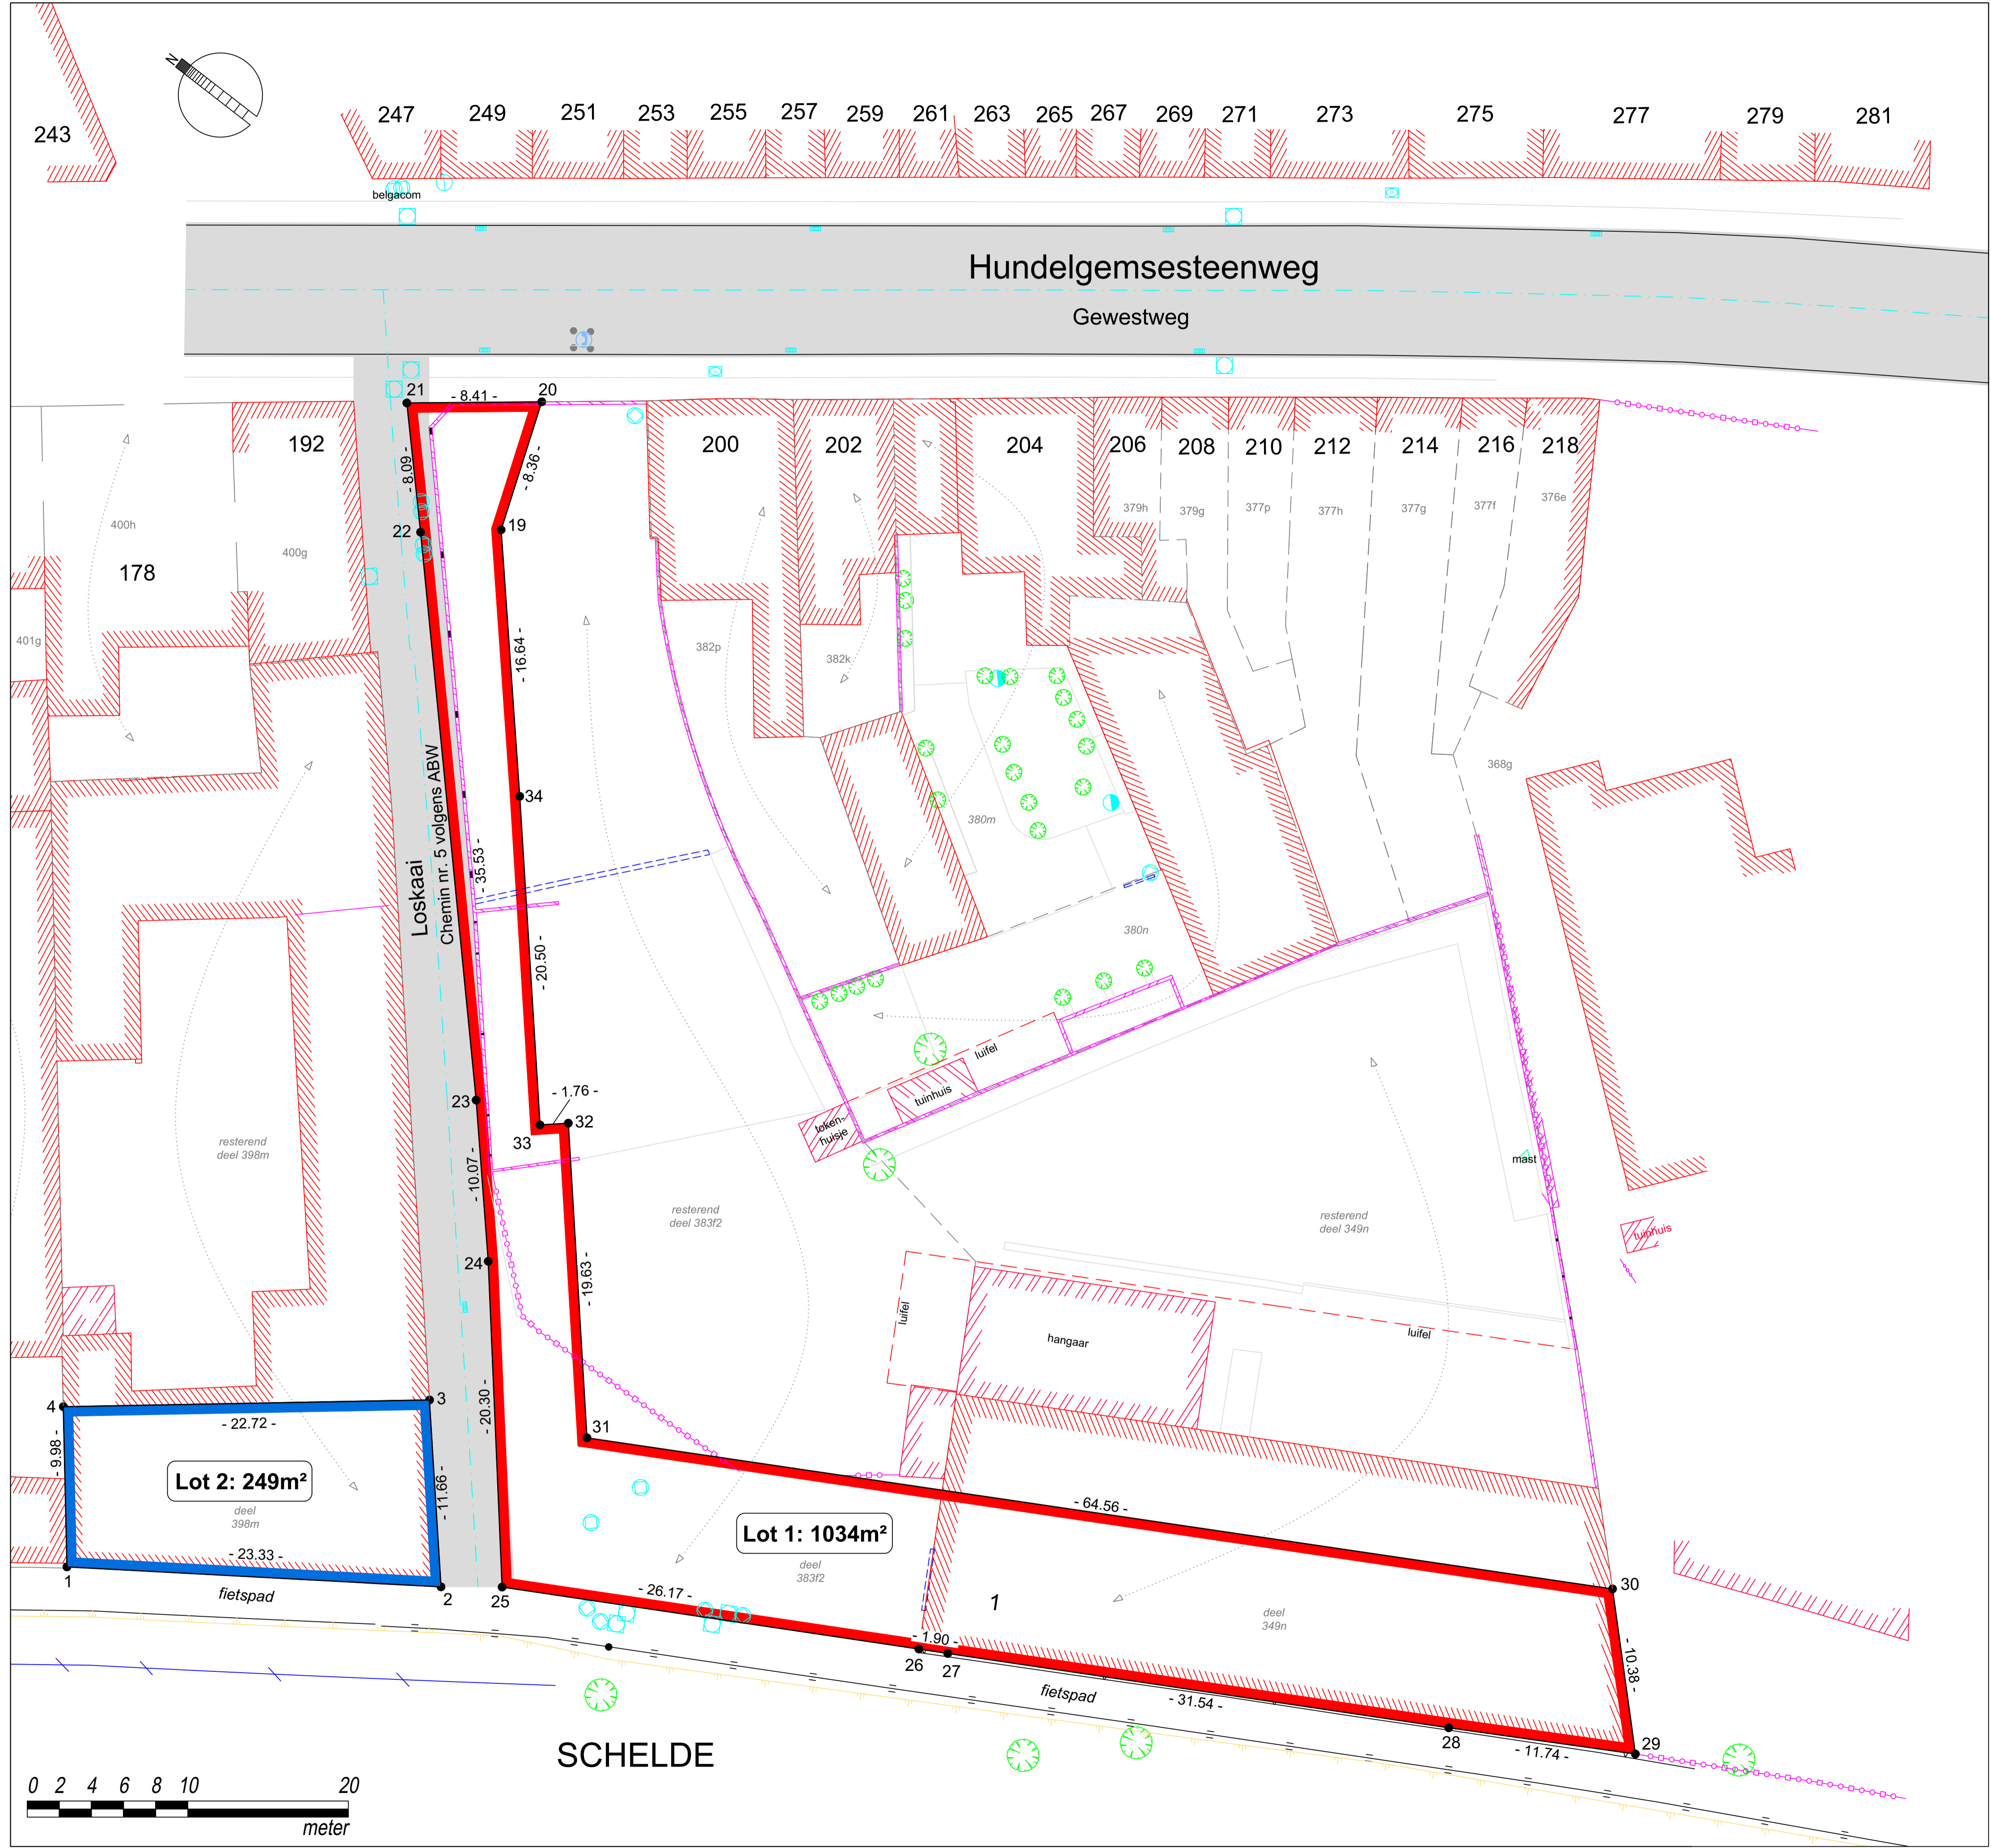 N
243
247
249
251
253
255
257
259
261
263
265
267
269
271
273
275
277
279
281
belgacom
Hundelgemsesteenweg
Gewestweg
21
- 8.41 -
20
192
200
202
204
206
208
210
212
214
216
218
- 8.09 -
- 8.36 -
22
19
400h
400g
379h
379g
377p
377h
377g
377f
376e
178
401g
382p
382k
- 16.64 -
34
368g
380m
Loskaai
Chemin nr. 5 volgens ABW
- 35.53 -
- 20.50 -
380n
luifel
tuinhuis
token-
huisje
23
- 1.76 -
33
32
resterend
deel 398m
- 10.07 -
mast
resterend
deel 383f2
resterend
deel 349n
tuinhuis
24
- 19.63 -
luifel
hangaar
luifel
4
3
- 22.72 -
- 20.30 -
31
- 9.98 -
Lot 2: 249m²
- 11.66 -
deel
398m
- 64.56 -
Lot 1: 1034m²
deel
383f2
- 23.33 -
1
fietspad
2
25
- 26.17 -
30
1
deel
349n
- 1.90 -
26
27
- 10.38 -
fietspad
- 31.54 -
28
- 11.74 -
29
SCHELDE
0 2 4 6 8 10 20
meter